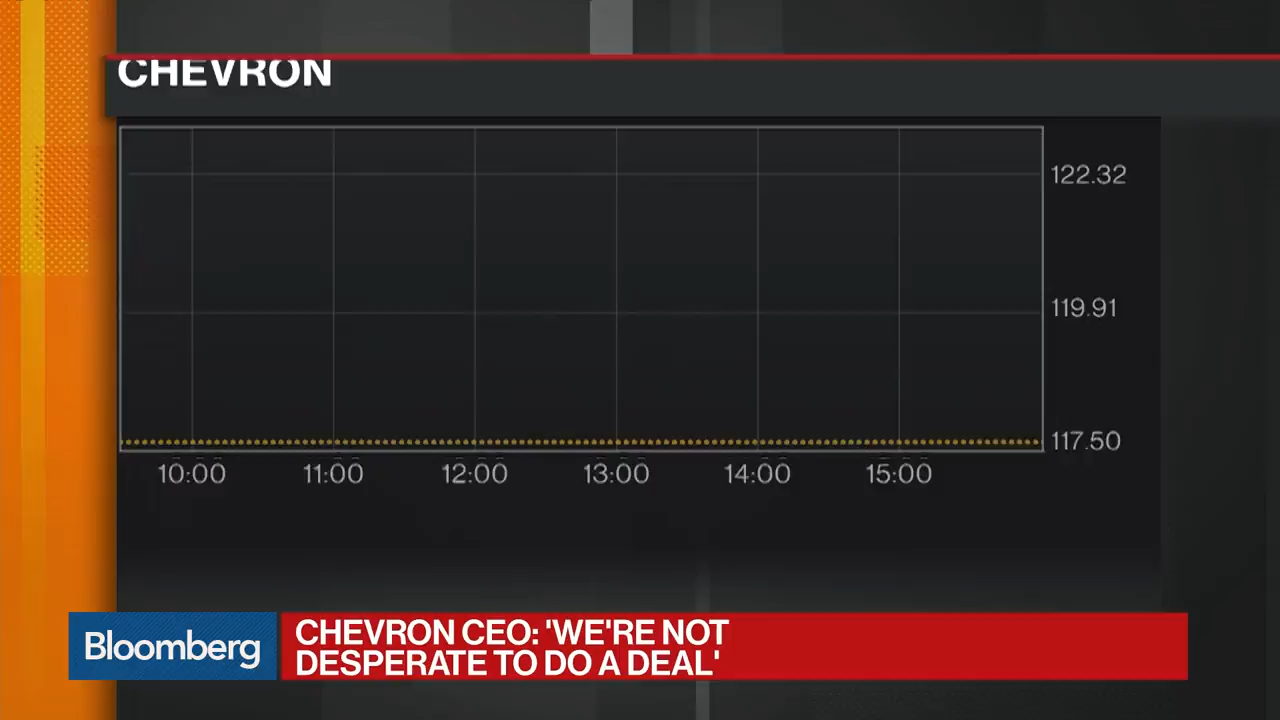 CHEVRON
122.32
119.91
117.50
10:00 11:00 12:00 13:00 14:00 15:00
Bloomberg
CHEVRON CEO: 'WE'RE NOT
DESPERATE TO DO A DEAL'